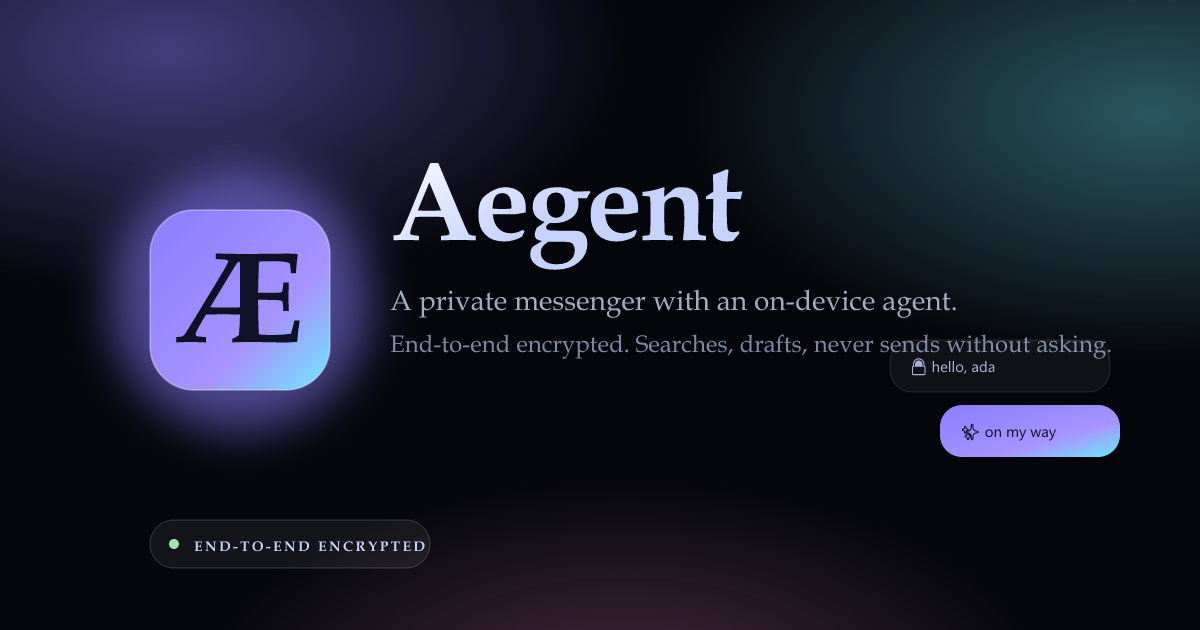 Æ
Aegent
A private messenger with an on-device agent.
End-to-end encrypted. Searches, drafts, never sends without asking.
hello, ada
on my way
END-TO-END ENCRYPTED